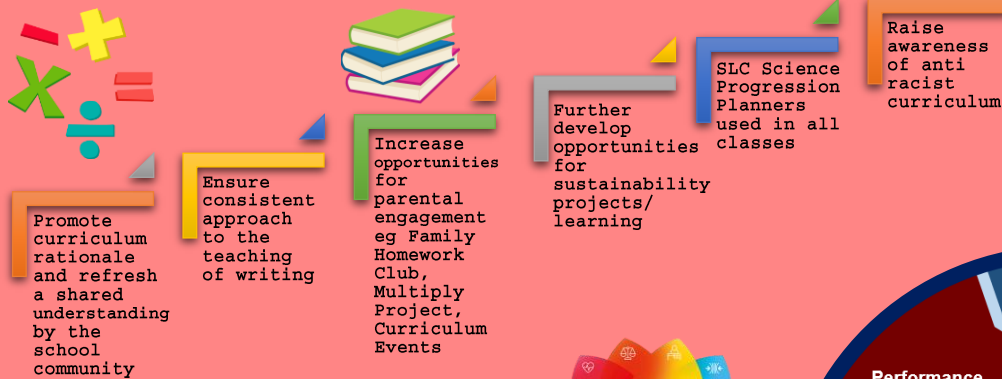 Promote
curriculum
rationale
and refresh
a shared
understanding
by the
school
community
Ensure
consistent
approach
to the
teaching
of writing
Increase
opportunities
for
parental
engagement
eg Family
Homework
Club,
Multiply
Project,
Curriculum
Events
Further
develop
opportunities
for
sustainability
projects/
learning
SLC Science
Progression
Planners
used in all
classes
Raise
awareness
of anti
racist
curriculum
Performance